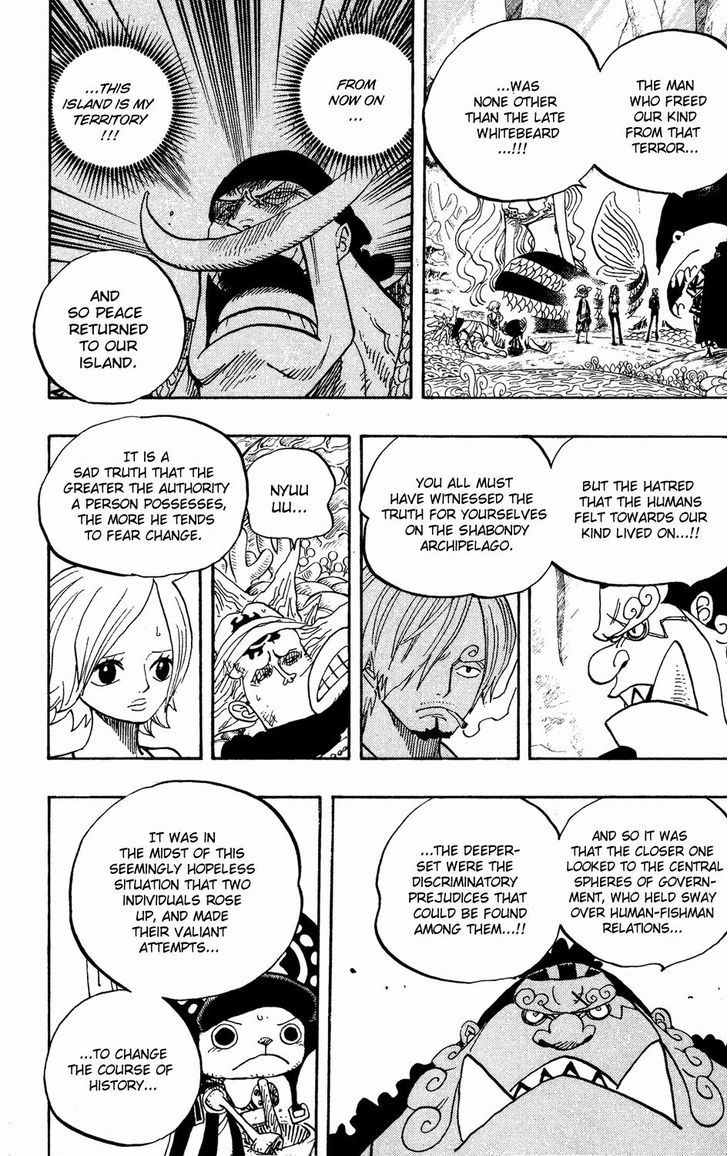 THE MAN
WHO FREED
OUR KIND
FROM THAT
TERROR...
...WAS
NONE OTHER
THAN THE LATE
WHITEBEARD
...!!!
FROM
NOW ON
...
...THIS
ISLAND IS MY
TERRITORY
!!!
AND
SO PEACE
RETURNED
TO OUR
ISLAND.
BUT THE HATRED
THAT THE HUMANS
FELT TOWARDS OUR
KIND LIVED ON...!!
YOU ALL MUST
HAVE WITNESSED THE
TRUTH FOR YOURSELVES
ON THE SHABONDY
ARCHIPELAGO.
NYUU
UU...
IT IS A
SAD TRUTH THAT THE
GREATER THE AUTHORITY
A PERSON POSSESSES,
THE MORE HE TENDS
TO FEAR CHANGE.
AND SO IT WAS
THAT THE CLOSER ONE
LOOKED TO THE CENTRAL
SPHERES OF GOVERN-
MENT, WHO HELD SWAY
OVER HUMAN-FISHMAN
RELATIONS...
...THE DEEPER-
SET WERE THE
DISCRIMINATORY
PREJUDICES THAT
COULD BE FOUND
AMONG THEM...!!
IT WAS IN
THE MIDST OF THIS
SEEMINGLY HOPELESS
SITUATION THAT TWO
INDIVIDUALS ROSE
UP, AND MADE
THEIR VALIANT
ATTEMPTS...
...TO CHANGE
THE COURSE OF
HISTORY...